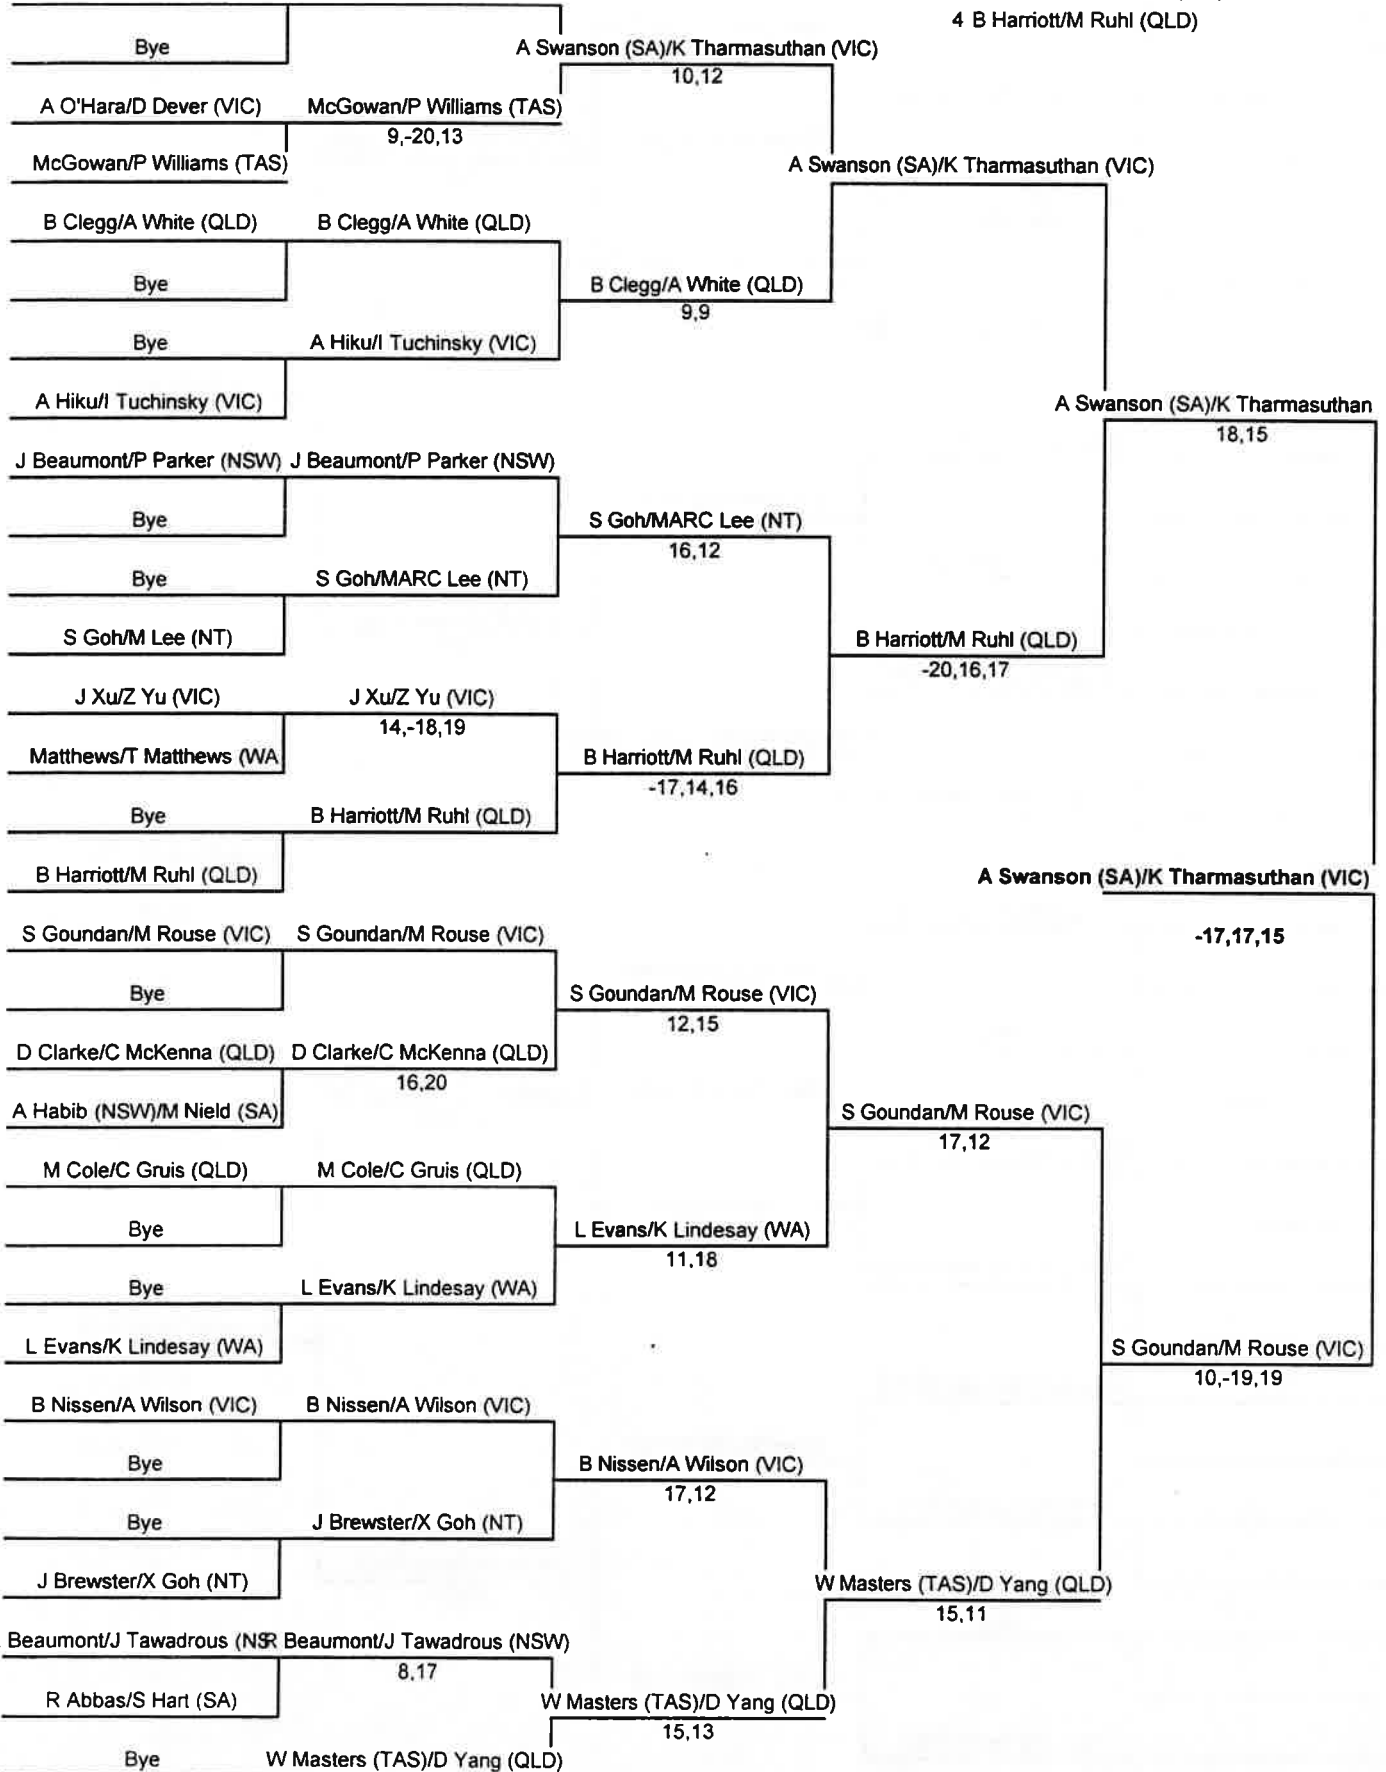 4 B Harriott/M Ruhl (QLD)
Bye
A Swanson (SA)/K Tharmasuthan (VIC)
10,12
A O'Hara/D Dever (VIC)
McGowan/P Williams (TAS)
9,-20,13
McGowan/P Williams (TAS)
A Swanson (SA)/K Tharmasuthan (VIC)
B Clegg/A White (QLD)
B Clegg/A White (QLD)
Bye
B Clegg/A White (QLD)
9,9
Bye
A Hiku/I Tuchinsky (VIC)
A Hiku/I Tuchinsky (VIC)
A Swanson (SA)/K Tharmasuthan
18,15
J Beaumont/P Parker (NSW)
J Beaumont/P Parker (NSW)
Bye
S Goh/MARC Lee (NT)
16,12
Bye
S Goh/MARC Lee (NT)
S Goh/M Lee (NT)
B Harriott/M Ruhl (QLD)
-20,16,17
J Xu/Z Yu (VIC)
J Xu/Z Yu (VIC)
14,-18,19
Matthews/T Matthews (WA
B Harriott/M Ruhl (QLD)
-17,14,16
Bye
B Harriott/M Ruhl (QLD)
B Harriott/M Ruhl (QLD)
A Swanson (SA)/K Tharmasuthan (VIC)
-17,17,15
S Goundan/M Rouse (VIC)
S Goundan/M Rouse (VIC)
Bye
S Goundan/M Rouse (VIC)
12,15
D Clarke/C McKenna (QLD)
D Clarke/C McKenna (QLD)
16,20
A Habib (NSW)/M Nield (SA)
S Goundan/M Rouse (VIC)
17,12
M Cole/C Gruis (QLD)
M Cole/C Gruis (QLD)
Bye
L Evans/K Lindesay (WA)
11,18
Bye
L Evans/K Lindesay (WA)
L Evans/K Lindesay (WA)
S Goundan/M Rouse (VIC)
10,-19,19
B Nissen/A Wilson (VIC)
B Nissen/A Wilson (VIC)
Bye
B Nissen/A Wilson (VIC)
17,12
Bye
J Brewster/X Goh (NT)
J Brewster/X Goh (NT)
W Masters (TAS)/D Yang (QLD)
15,11
Beaumont/J Tawadrous (NS
R Beaumont/J Tawadrous (NSW)
8,17
R Abbas/S Hart (SA)
W Masters (TAS)/D Yang (QLD)
15,13
Bye
W Masters (TAS)/D Yang (QLD)